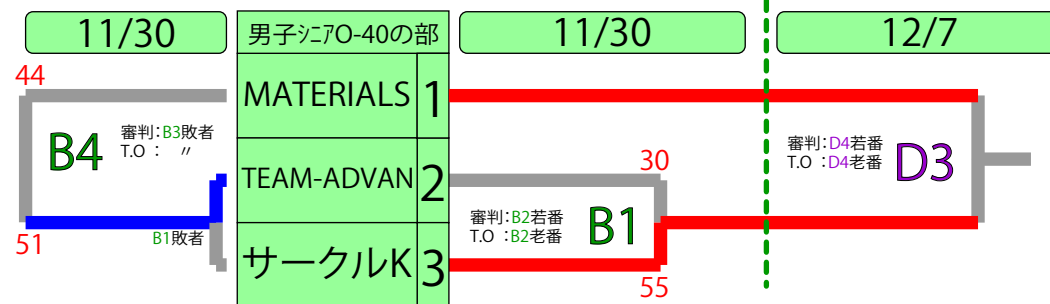 11/30
男子ｼﾆｱO-40の部
11/30
12/7
44
MATERIALS 1
B4
審判:B3敗者
T.O : 〃
審判:D4若番
T.O :D4老番
D3
TEAM-ADVAN 2
30
51
B1敗者
審判:B2若番
T.O :B2老番
B1
サークルK 3
55